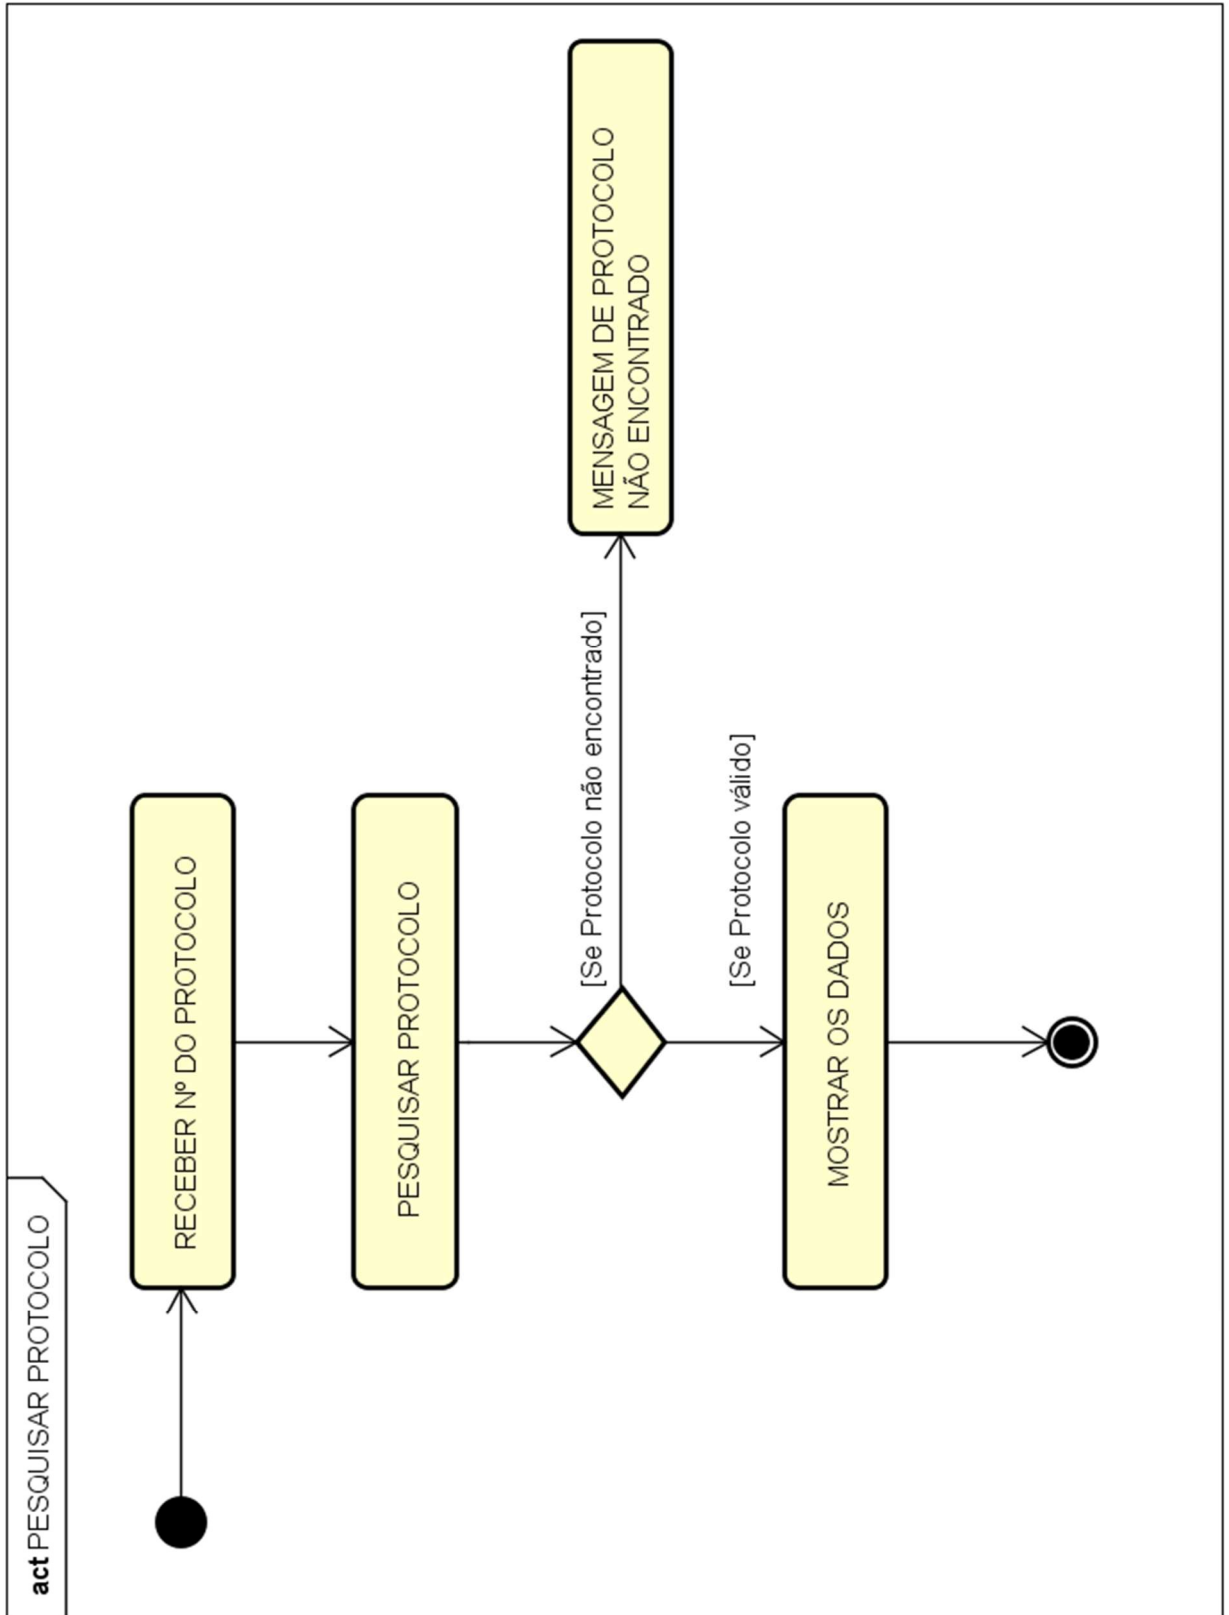 act PESQUISAR PROTOCOLO
RECEBER Nº DO PROTOCOLO
PESQUISAR PROTOCOLO
[Se Protocolo não encontrado]
MENSAGEM DE PROTOCOLO
NÃO ENCONTRADO
[Se Protocolo válido]
MOSTRAR OS DADOS